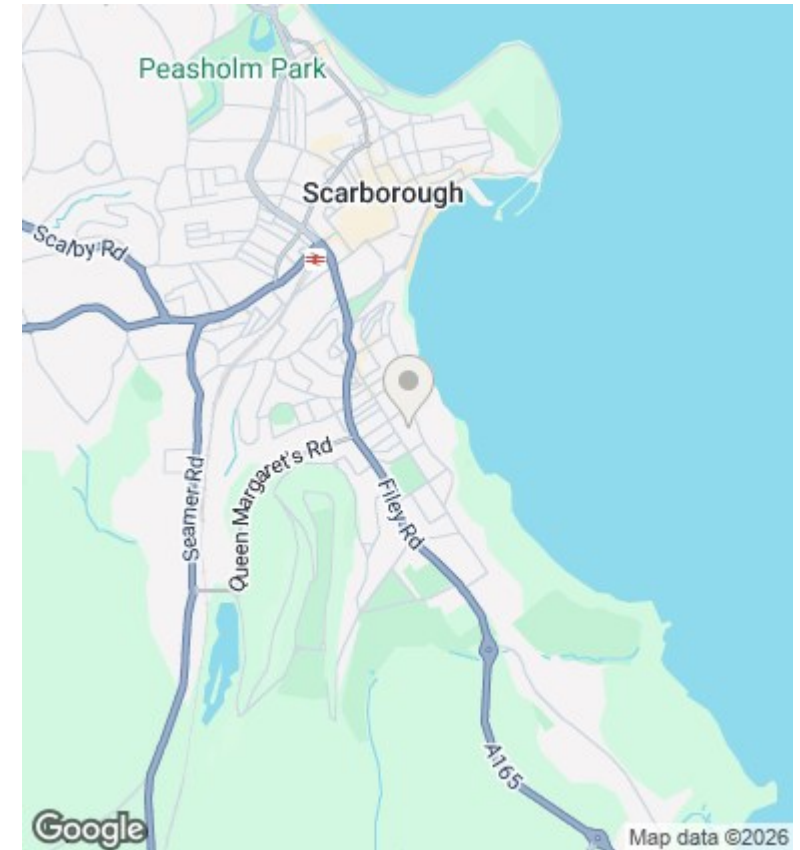 Peasholm Park
Scarborough
Scalby Rd
Queen Margaret's Rd
Seamer Rd
Filey Rd
A165
Google
Map data ©2026